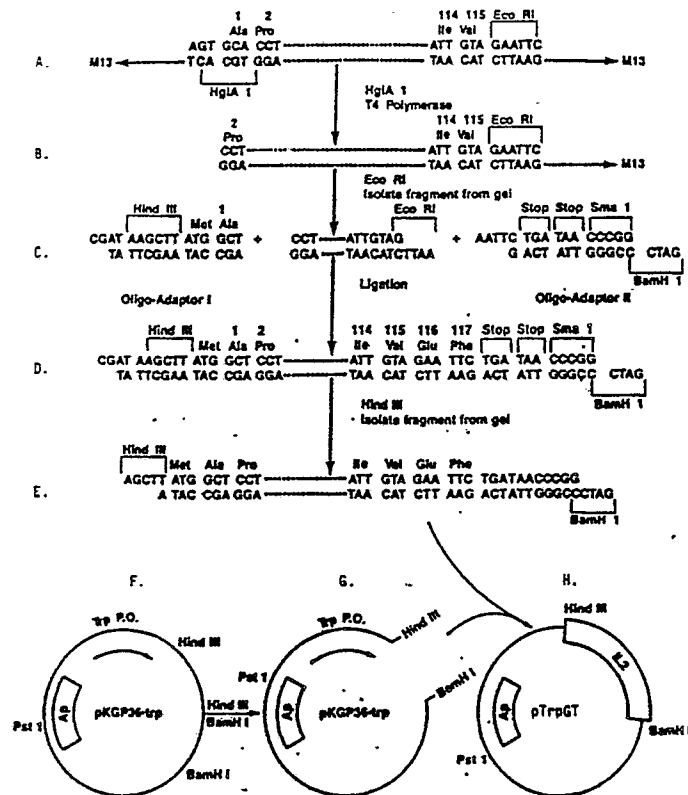 1 2 114 115 Eco RI
Ala Pro Ile Val
AGT GCA CCT ATT GTA GAATTC
A. M13 TCA CGT GGA TAA CAT CTTAAG M13
HgiA I
HgiA 1
T4 Polymerase
2 114 115 Eco RI
Pro Ile Val
CCT ATT GTA GAATTC
B. GGA TAA CAT CTTAAG M13
Eco RI
Isolate fragment from gel
Hind III 1 Eco RI Stop Stop Sma 1
Met Ala
C. CGAT AAGCTT ATG GCT + CCT ATTGTAG + AATTC TGA TAA CCCGG
TA TTCGAA TAC CGA GGA TAACATCTTAA G ACT ATT GGGCC CTAG
BamH 1
Oligo-Adaptor I Ligation Oligo-Adaptor II
Hind III 1 2 114 115 116 117 Stop Stop Sma 1
Met Ala Pro Ile Val Glu Phe
D. CGAT AAGCTT ATG GCT CCT ATT GTA GAA TTC TGA TAA CCCGG
TA TTCGAA TAC CGA GGA TAA CAT CTT AAG ACT ATT GGGCC CTAG
BamH 1
Hind III
Isolate fragment from gel
Hind III Met Ala Pro Ile Val Glu Phe
AGCTT ATG GCT CCT ATT GTA GAA TTC TGATAACCCGG
E. A TAC CGA GGA TAA CAT CTT AAG ACTATTGGGCCCTAG
BamH 1
F. G. H.
Trp P.O. Hind III
Pst 1 Ap pKGP36-trp
BamH I
Hind III
BamH I
Trp P.O. Hind III
Pst 1 Ap pKGP36-trp
BamH I
Hind III
IL2
Ap pTrpGT
Pst 1 BamH I